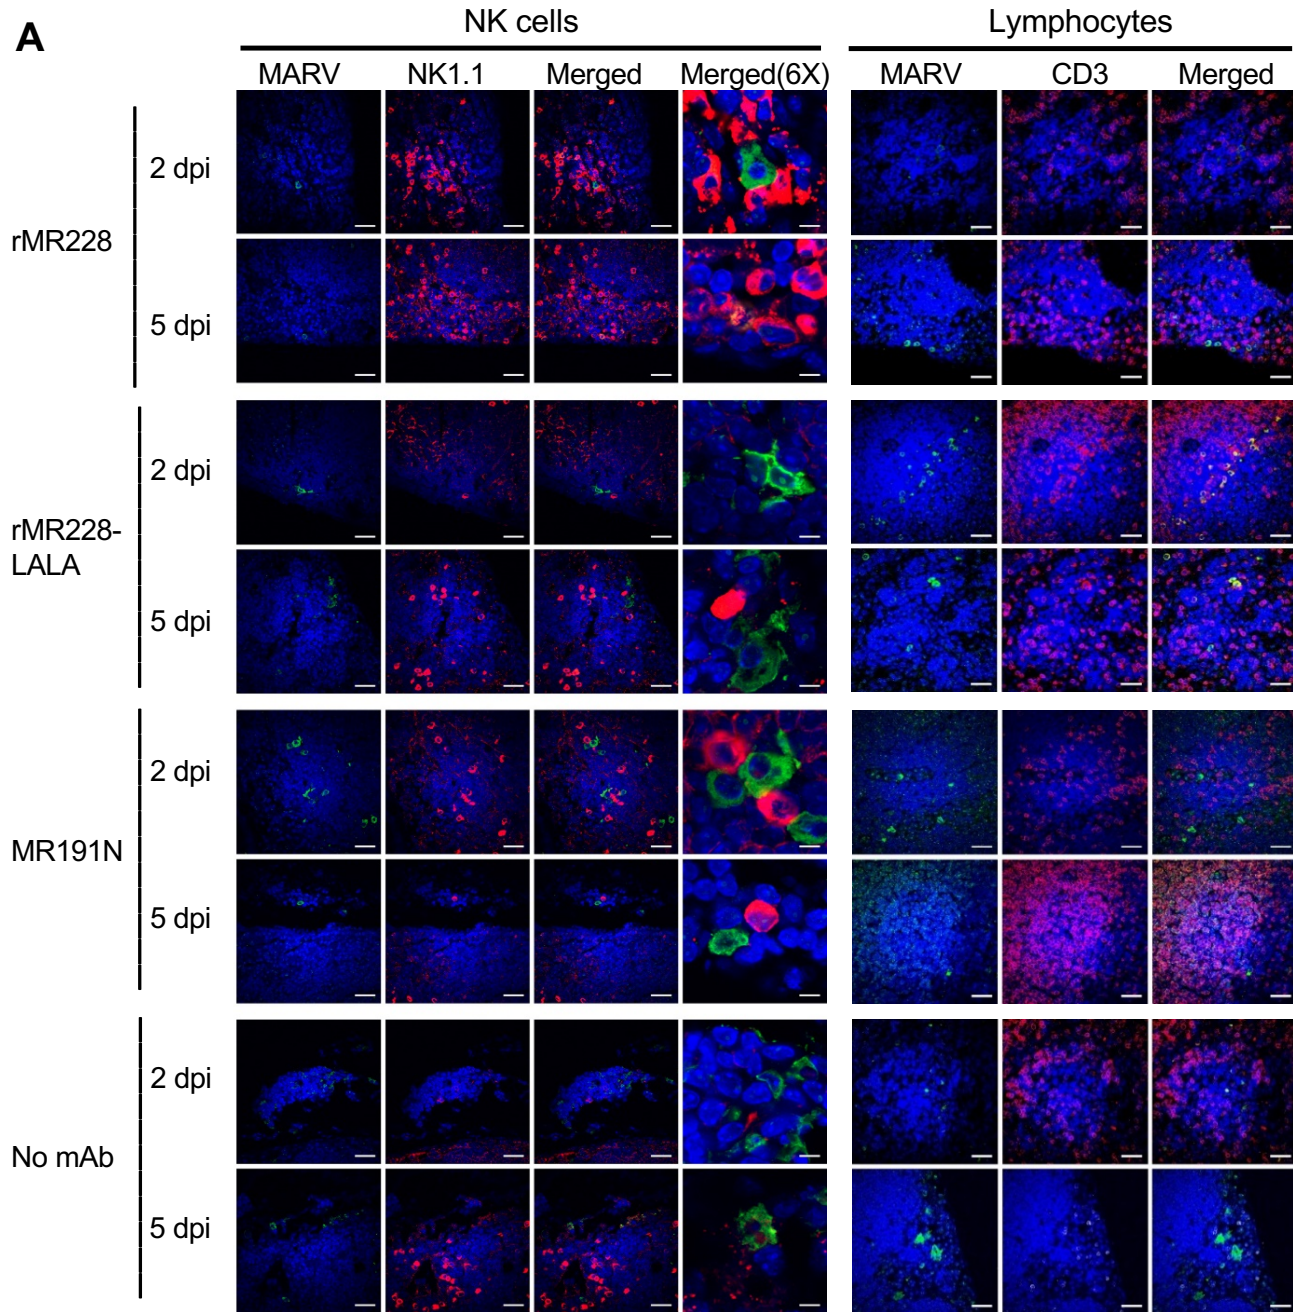 A
NK cells
Lymphocytes
MARV NK1.1 Merged Merged(6X) MARV CD3 Merged
rMR228
2 dpi
5 dpi
rMR228-
LALA
2 dpi
5 dpi
MR191N
2 dpi
5 dpi
No mAb
2 dpi
5 dpi